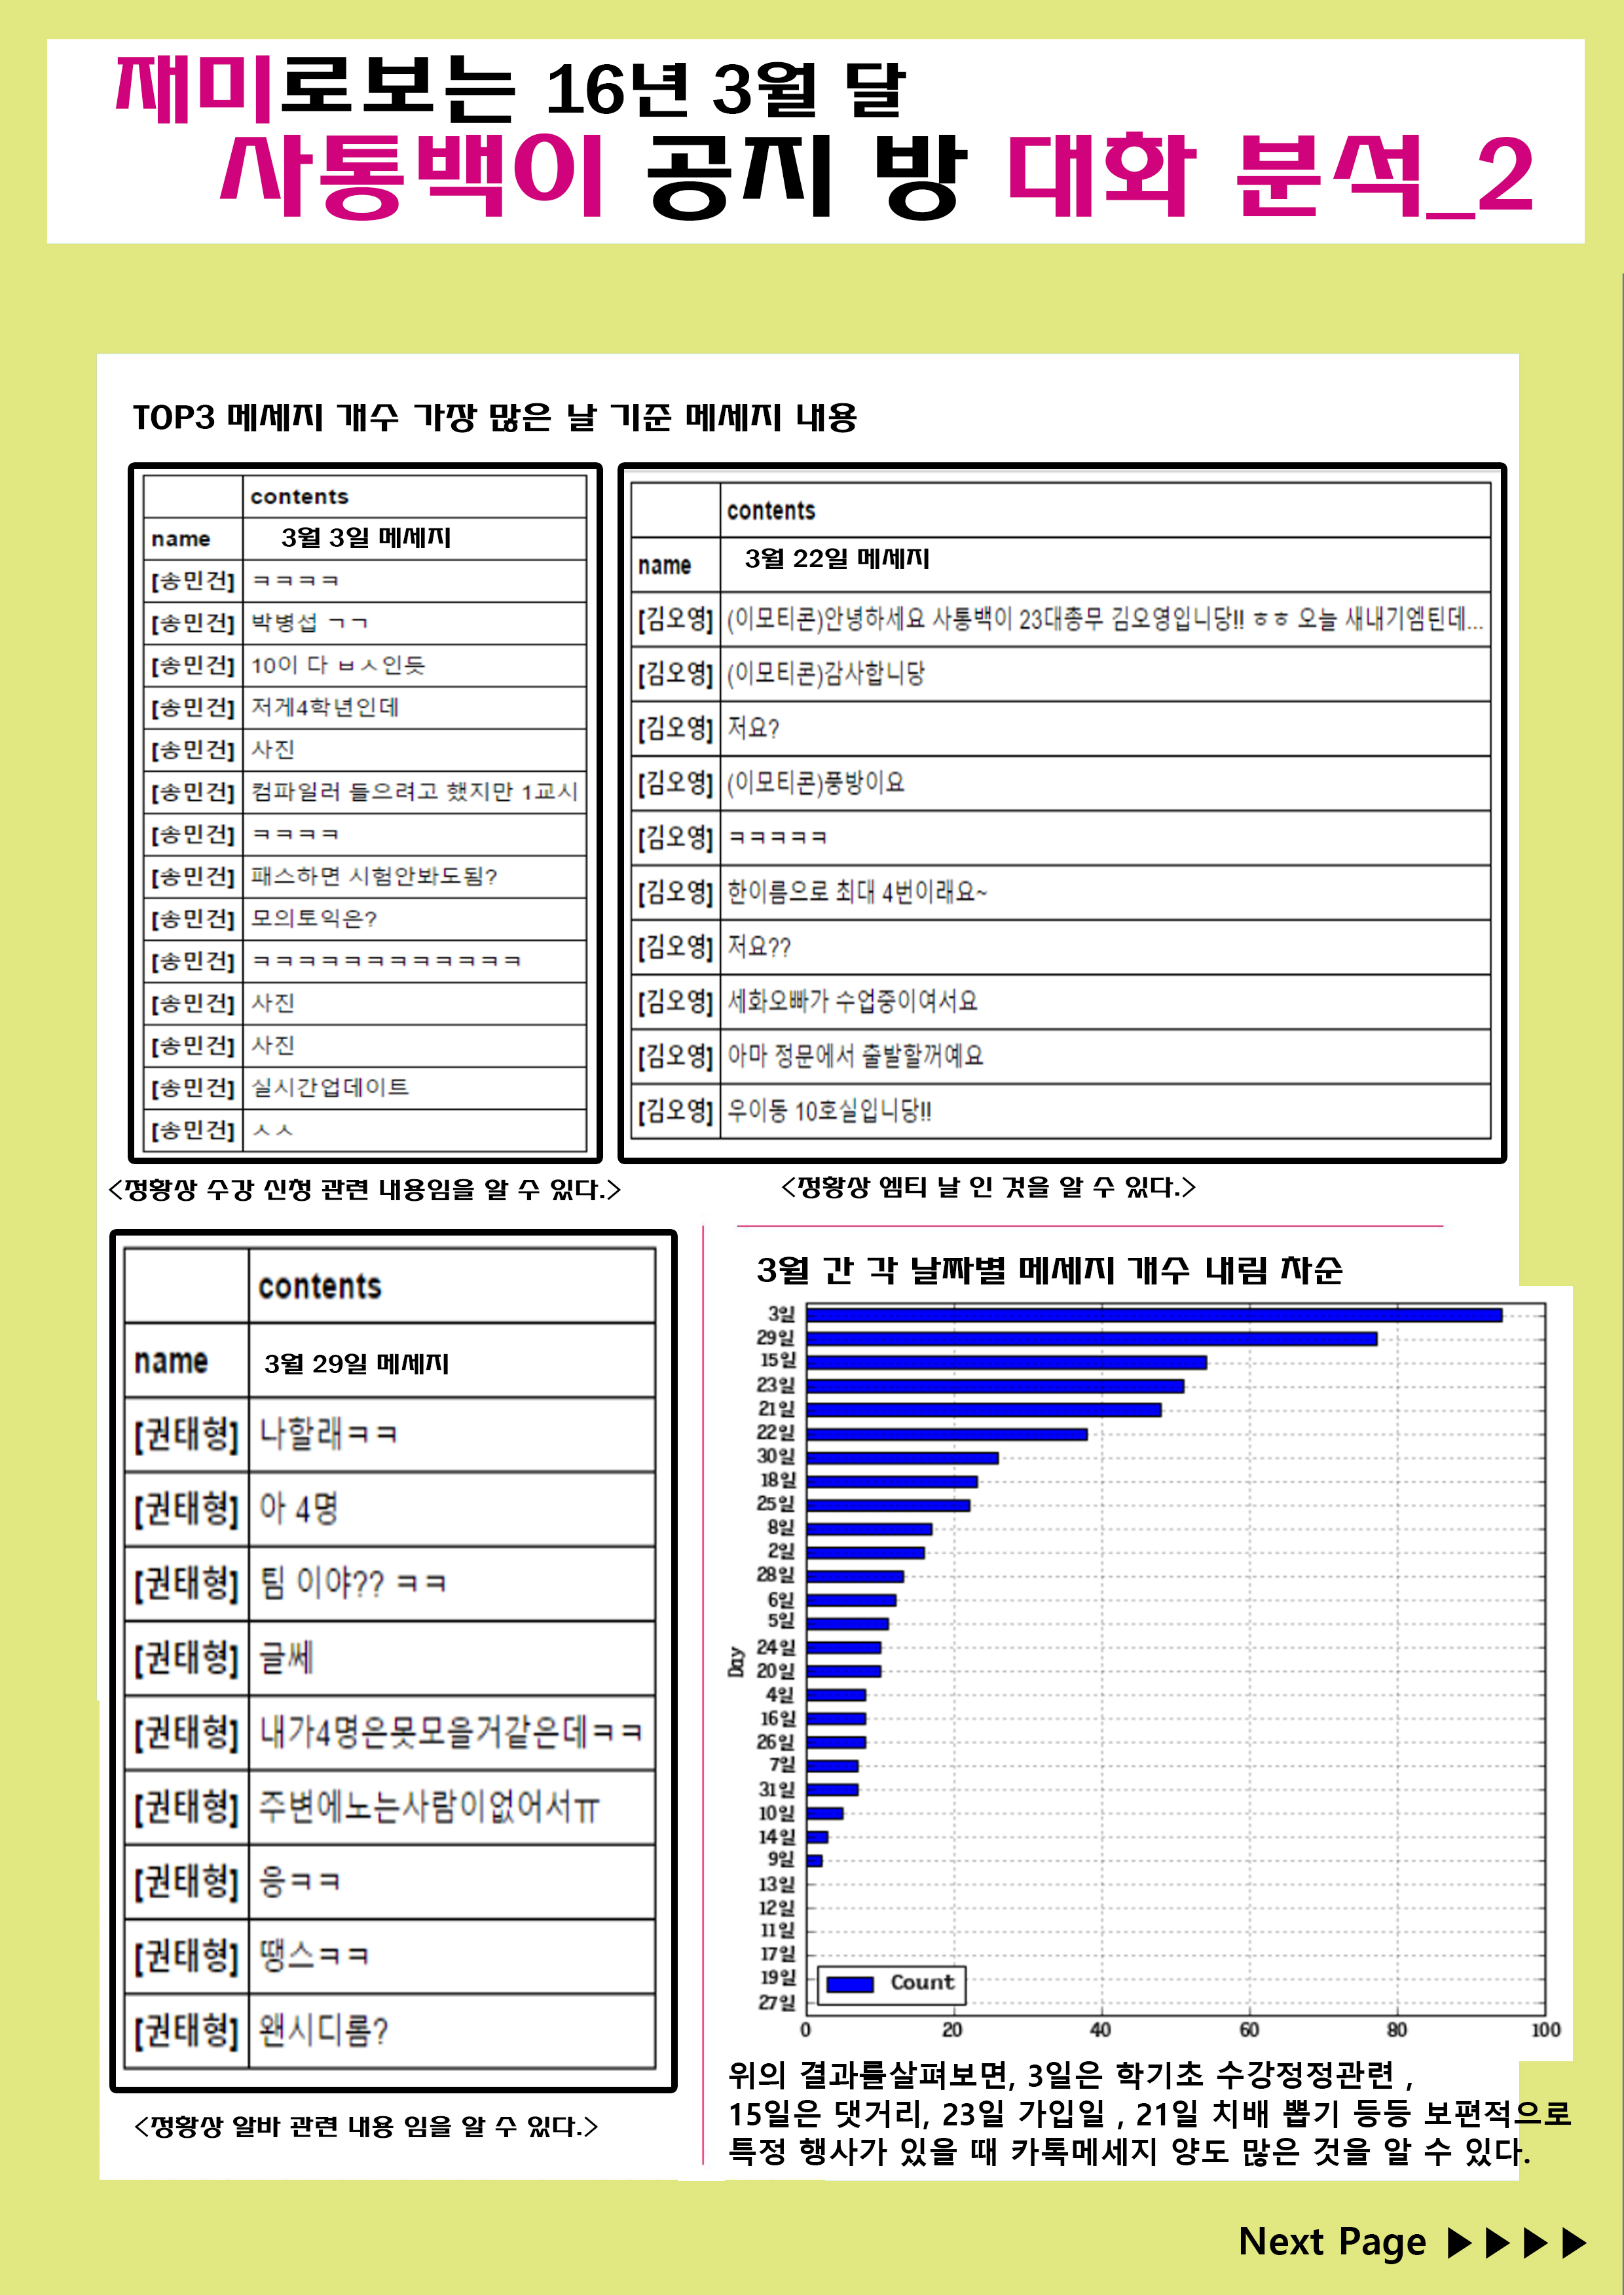 재미로보는 16년 3월 달
사통백이 공지 방 대화 분석_2
TOP3 메세지 개수 가장 많은 날 기준 메세지 내용
contents
name 3월 3일 메세지
[송민건] ㅋㅋㅋㅋ
[송민건] 박병섭 ㄱㄱ
[송민건] 10이 다 ㅂㅅ인듯
[송민건] 저게4학년인데
[송민건] 사진
[송민건] 컴파일러 들으려고 했지만 1교시
[송민건] ㅋㅋㅋㅋ
[송민건] 패스하면 시험안봐도됨?
[송민건] 모의토익은?
[송민건] ㅋㅋㅋㅋㅋㅋㅋㅋㅋㅋㅋㅋ
[송민건] 사진
[송민건] 사진
[송민건] 실시간업데이트
[송민건] ㅅㅅ
<정황상 수강 신청 관련 내용임을 알 수 있다.>
contents
name 3월 22일 메세지
[김오영] (이모티콘)안녕하세요 사통백이 23대총무 김오영입니당!! ㅎㅎ 오늘 새내기엠틴데...
[김오영] (이모티콘)감사합니당
[김오영] 저요?
[김오영] (이모티콘)풍방이요
[김오영] ㅋㅋㅋㅋㅋ
[김오영] 한이름으로 최대 4번이래요~
[김오영] 저요??
[김오영] 세화오빠가 수업중이여서요
[김오영] 아마 정문에서 출발할꺼예요
[김오영] 우이동 10호실입니당!!
<정황상 엠티 날 인 것을 알 수 있다.>
contents
name 3월 29일 메세지
[권태형] 나할래ㅋㅋ
[권태형] 아 4명
[권태형] 팀 이야?? ㅋㅋ
[권태형] 글쎄
[권태형] 내가4명은못모을거같은데ㅋㅋ
[권태형] 주변에노는사람이없어서ㅠ
[권태형] 응ㅋㅋ
[권태형] 땡스ㅋㅋ
[권태형] 왠시디롬?
<정황상 알바 관련 내용 임을 알 수 있다.>
3월 간 각 날짜별 메세지 개수 내림 차순
3일
29일
15일
23일
21일
22일
30일
18일
25일
8일
2일
28일
6일
5일
24일
20일
4일
16일
26일
7일
31일
10일
14일
9일
13일
12일
11일
17일
19일
27일
Day
Count
0 20 40 60 80 100
위의 결과를살펴보면, 3일은 학기초 수강정정관련 ,
15일은 댓거리, 23일 가입일 , 21일 치배 뽑기 등등 보편적으로
특정 행사가 있을 때 카톡메세지 양도 많은 것을 알 수 있다.
Next Page ▶▶▶▶